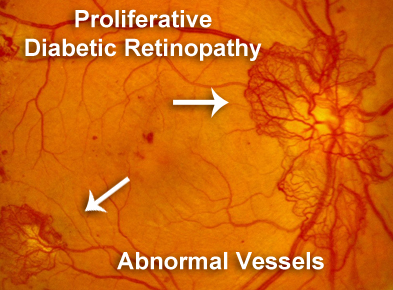 Proliferative
Diabetic Retinopathy
Abnormal Vessels